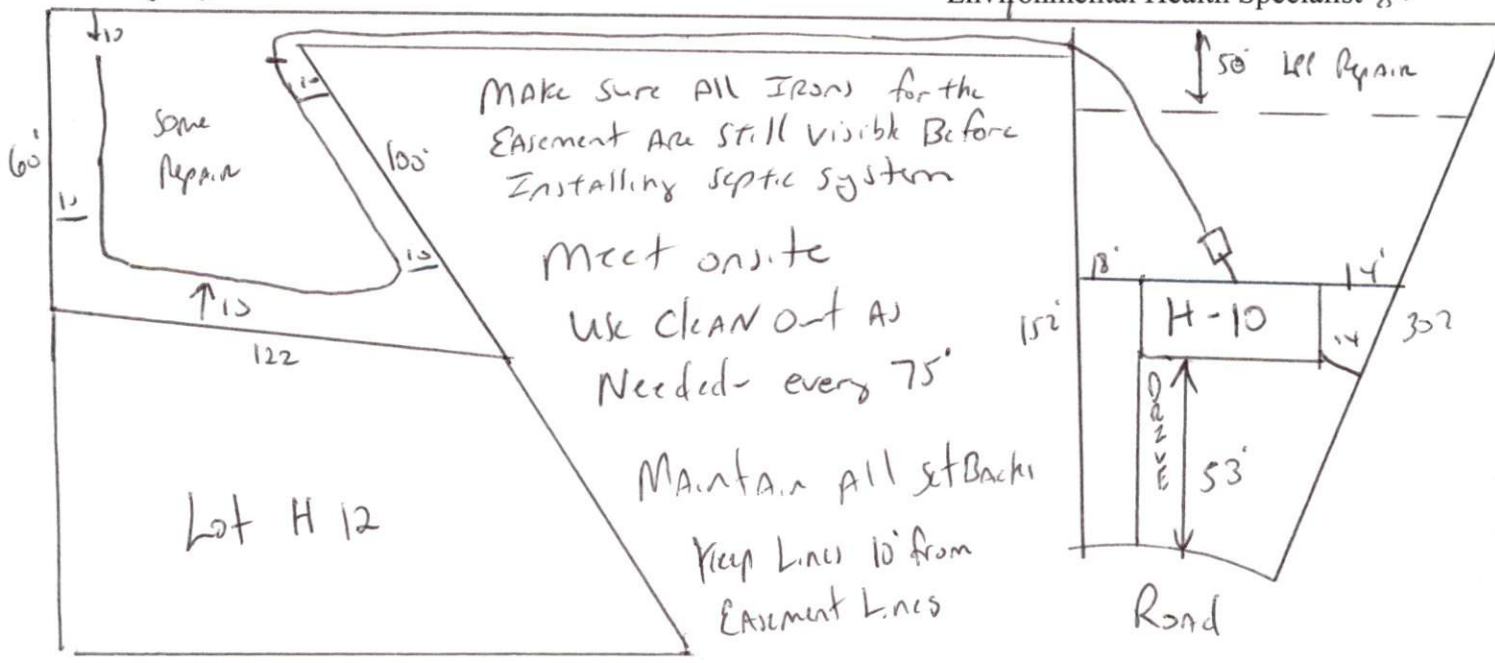 Environmental Health Specialist
10
50' LPP Repair
Make Sure All Irons for the
Easement Are Still visible Before
Installing septic system
Some
Repair
60'
100'
10
10
10
10
Meet onsite
Use Clean Out As
Needed - every 75'
18'
14'
H-10
152'
14
302
122
DRIVE
53'
Maintain All setBacks
Lot H 12
Keep Lines 10' from
Easement Lines
Road